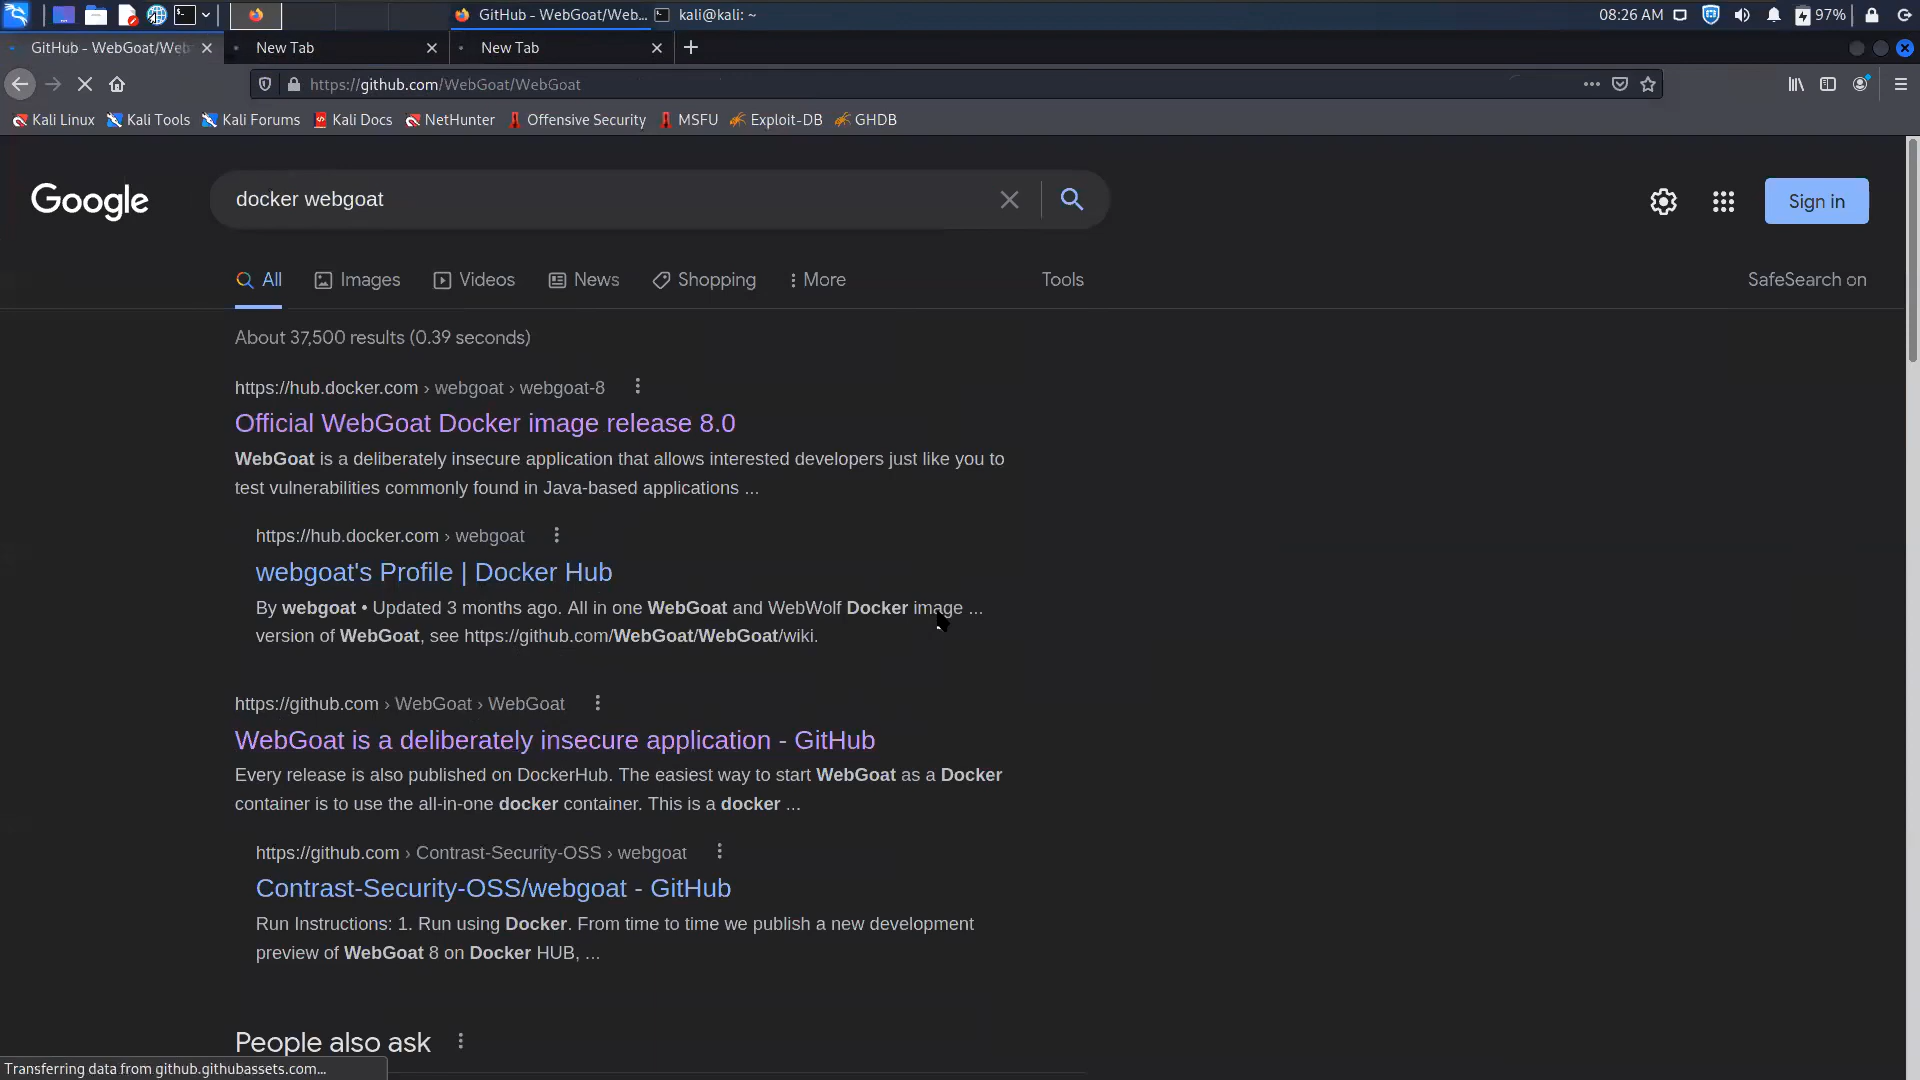 GitHub - WebGoat/Web... kali@kali: ~ 08:26 AM 97%
GitHub - WebGoat/Web New Tab New Tab
https://github.com/WebGoat/WebGoat
Kali Linux Kali Tools Kali Forums Kali Docs NetHunter Offensive Security MSFU Exploit-DB GHDB
Google docker webgoat Sign in
All Images Videos News Shopping More Tools SafeSearch on
About 37,500 results (0.39 seconds)
https://hub.docker.com › webgoat › webgoat-8
Official WebGoat Docker image release 8.0
WebGoat is a deliberately insecure application that allows interested developers just like you to
test vulnerabilities commonly found in Java-based applications ...
https://hub.docker.com › webgoat
webgoat's Profile | Docker Hub
By webgoat • Updated 3 months ago. All in one WebGoat and WebWolf Docker image ...
version of WebGoat, see https://github.com/WebGoat/WebGoat/wiki.
https://github.com › WebGoat › WebGoat
WebGoat is a deliberately insecure application - GitHub
Every release is also published on DockerHub. The easiest way to start WebGoat as a Docker
container is to use the all-in-one docker container. This is a docker ...
https://github.com › Contrast-Security-OSS › webgoat
Contrast-Security-OSS/webgoat - GitHub
Run Instructions: 1. Run using Docker. From time to time we publish a new development
preview of WebGoat 8 on Docker HUB, ...
People also ask
Transferring data from github.githubassets.com...